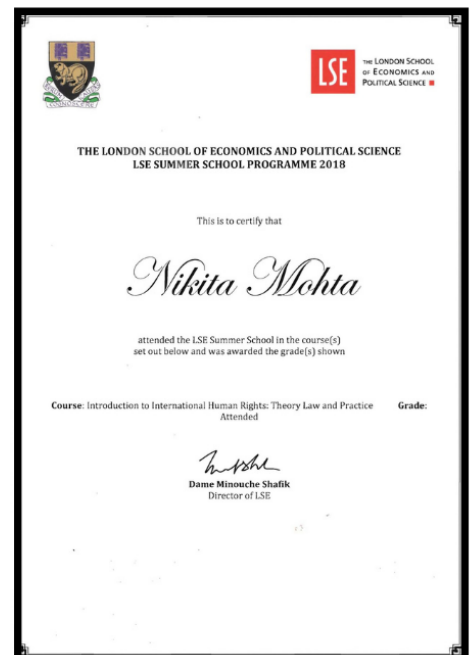 LSE
THE LONDON SCHOOL
OF ECONOMICS AND
POLITICAL SCIENCE
THE LONDON SCHOOL OF ECONOMICS AND POLITICAL SCIENCE
LSE SUMMER SCHOOL PROGRAMME 2018
This is to certify that
Nikita Mohta
attended the LSE Summer School in the course(s)
set out below and was awarded the grade(s) shown
Course: Introduction to International Human Rights: Theory Law and Practice Grade:
Attended
Dame Minouche Shafik
Director of LSE